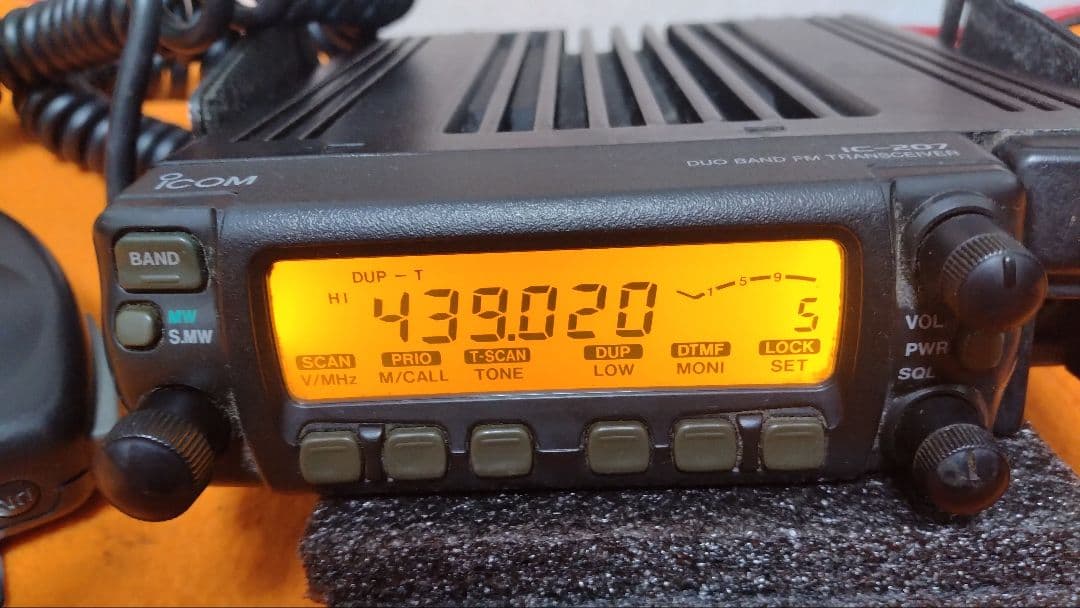 ICOM
IC-207
DUO BAND FM TRANSCEIVER
BAND
MW
S.MW
DUP - T
HI
439.020
1 5 9
5
SCAN PRIO T-SCAN DUP DTMF LOCK
V/MHz M/CALL TONE LOW MONI SET
VOL
PWR
SQL